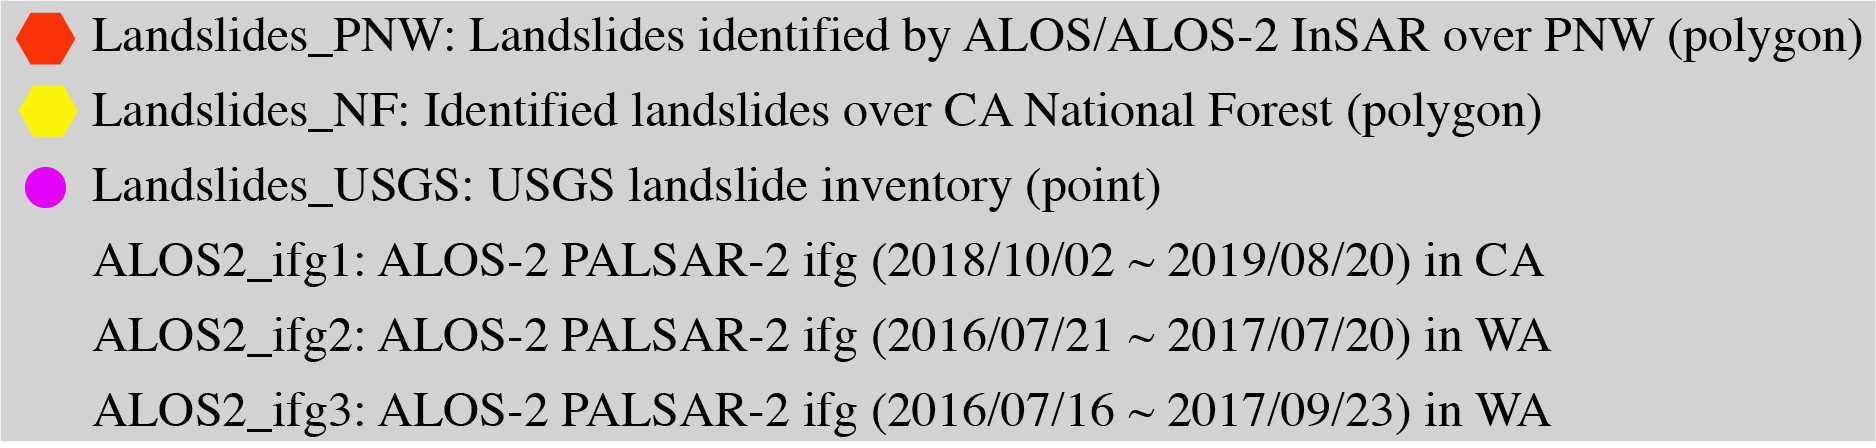 Landslides_PNW: Landslides identified by ALOS/ALOS-2 InSAR over PNW (polygon)
Landslides_NF: Identified landslides over CA National Forest (polygon)
Landslides_USGS: USGS landslide inventory (point)
ALOS2_ifg1: ALOS-2 PALSAR-2 ifg (2018/10/02 ~ 2019/08/20) in CA
ALOS2_ifg2: ALOS-2 PALSAR-2 ifg (2016/07/21 ~ 2017/07/20) in WA
ALOS2_ifg3: ALOS-2 PALSAR-2 ifg (2016/07/16 ~ 2017/09/23) in WA